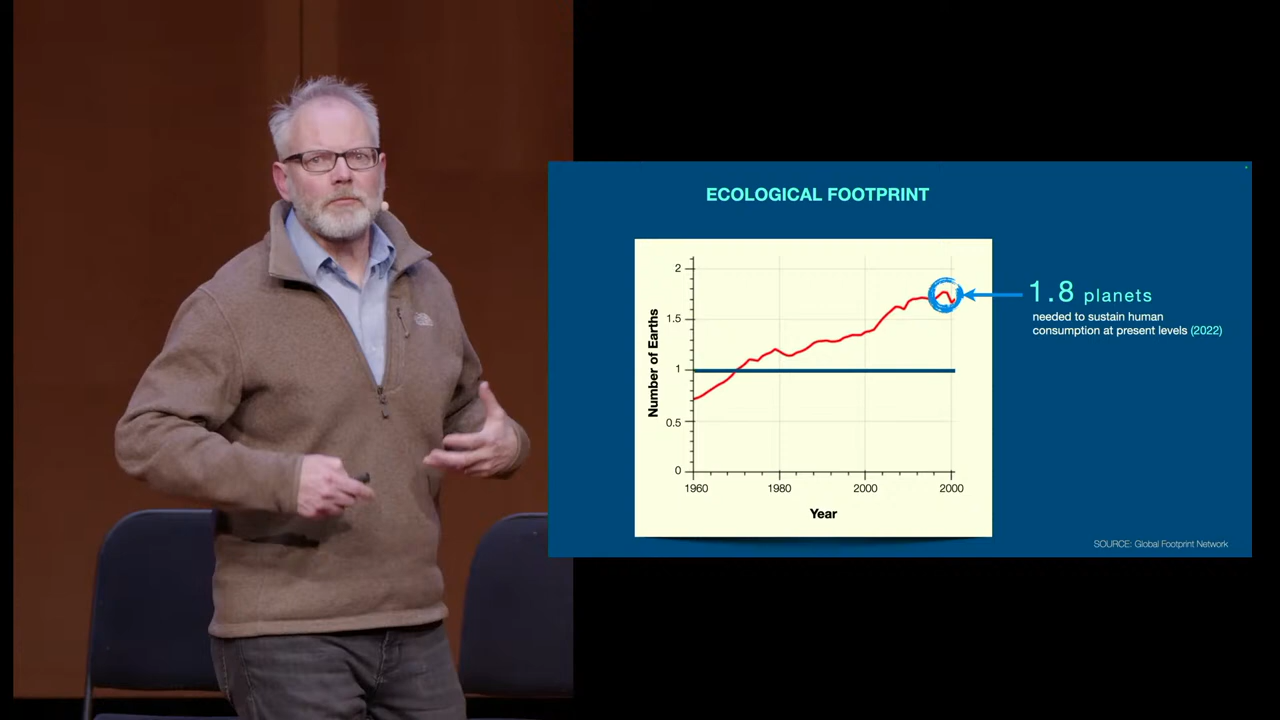 ECOLOGICAL FOOTPRINT
Number of Earths
2
1.5
1
0.5
0
1960
1980
2000
2000
Year
1.8 planets
needed to sustain human
consumption at present levels (2022)
SOURCE: Global Footprint Network